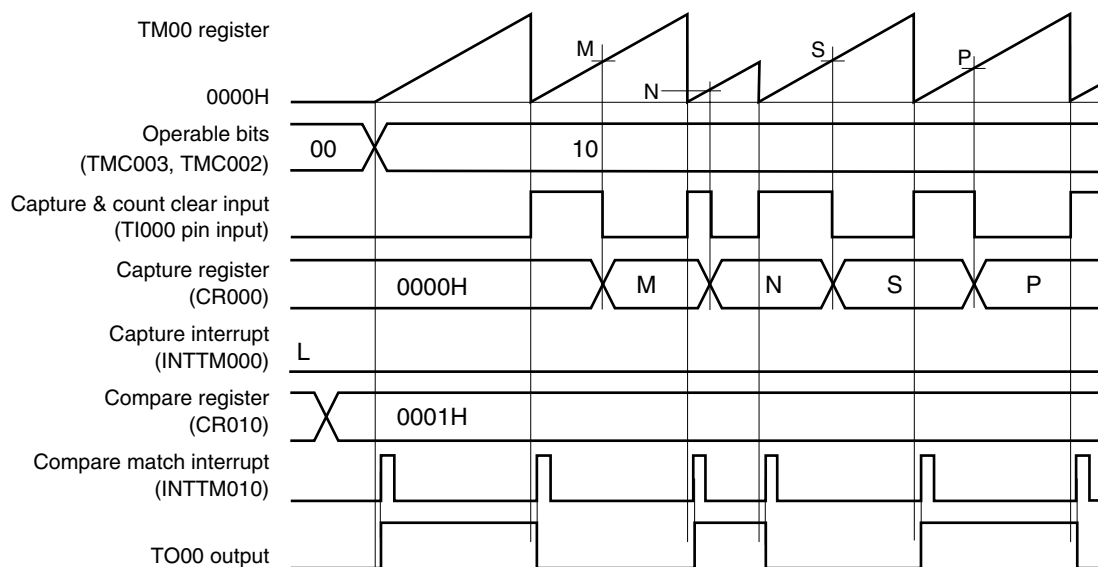 TM00 register
M
S
P
N
0000H
Operable bits
(TMC003, TMC002)
00
10
Capture & count clear input
(TI000 pin input)
Capture register
(CR000)
0000H
M
N
S
P
Capture interrupt
(INTTM000)
L
Compare register
(CR010)
0001H
Compare match interrupt
(INTTM010)
TO00 output